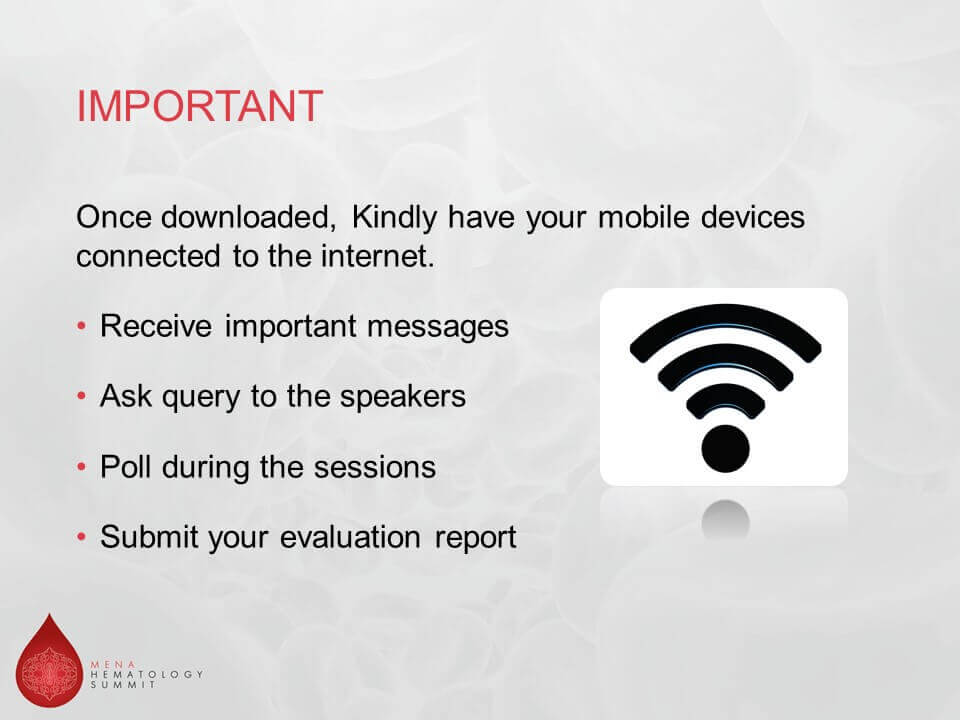 IMPORTANT
Once downloaded, Kindly have your mobile devices
connected to the internet.
• Receive important messages
• Ask query to the speakers
• Poll during the sessions
• Submit your evaluation report
MENA
HEMATOLOGY
SUMMIT